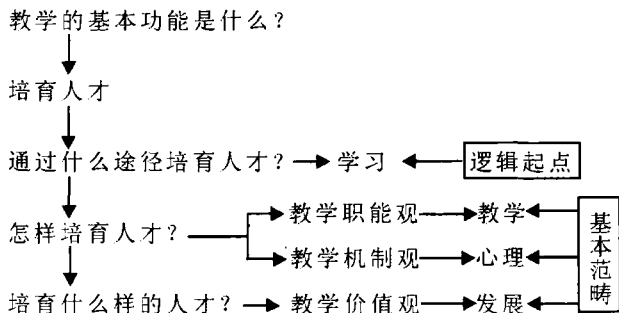 教学的基本功能是什么?
培育人才
通过什么途径培育人才? 学习 逻辑起点
教学职能观 教学
怎样培育人才?
教学机制观 心理
培育什么样的人才? 教学价值观 发展
基本范畴